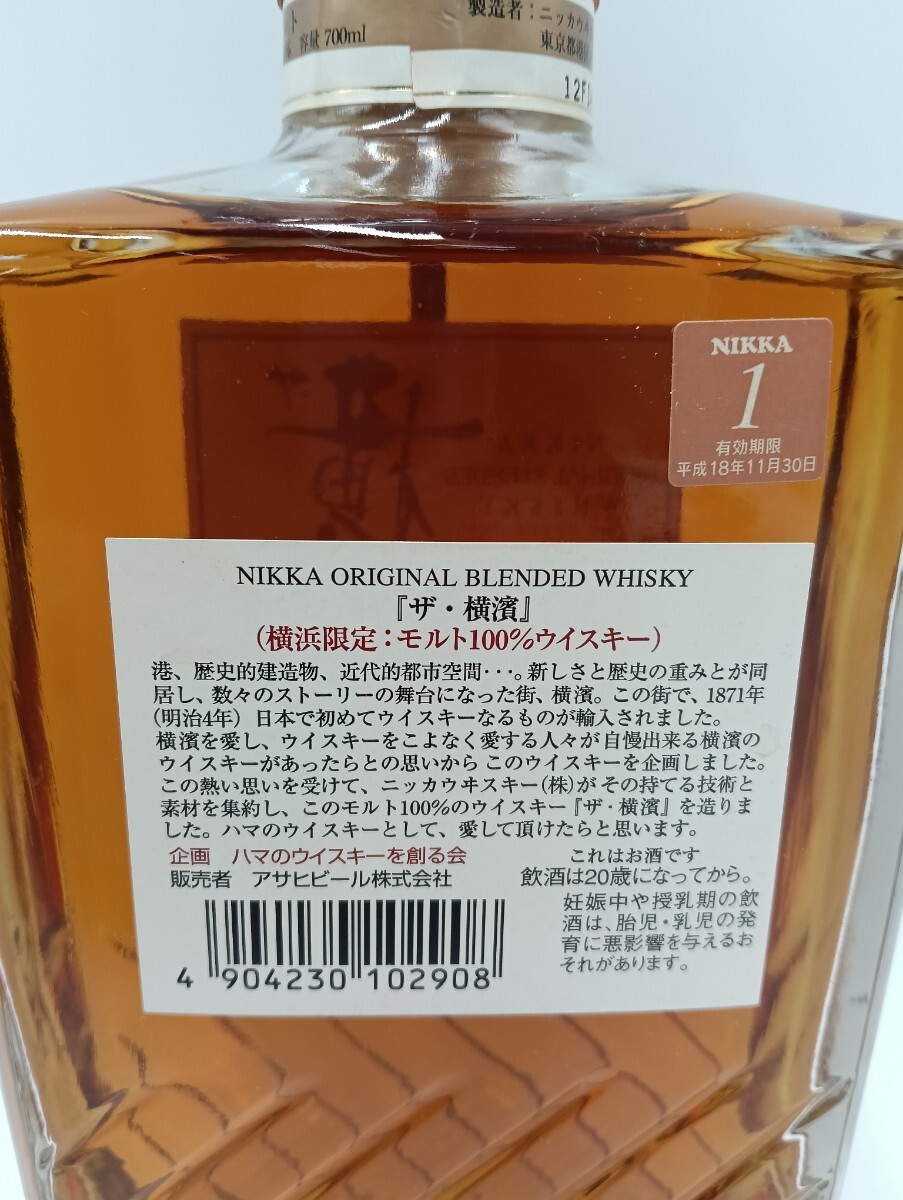 ト
容量 700ml
製造者：ニッカウヰ
東京都港
12F
NIKKA
1
有効期限
平成18年11月30日
NIKKA ORIGINAL BLENDED WHISKY
『ザ・横濱』
（横浜限定：モルト100%ウイスキー）
港、歴史的建造物、近代的都市空間･･･。新しさと歴史の重みとが同
居し、数々のストーリーの舞台になった街、横濱。この街で、1871年
(明治4年) 日本で初めてウイスキーなるものが輸入されました。
横濱を愛し、ウイスキーをこよなく愛する人々が自慢出来る横濱の
ウイスキーがあったらとの思いから このウイスキーを企画しました。
この熱い思いを受けて、ニッカウヰスキー(株)が その持てる技術と
素材を集約し、このモルト100%のウイスキー『ザ・横濱』を造りま
した。ハマのウイスキーとして、愛して頂けたらと思います。
企画 ハマのウイスキーを創る会
販売者 アサヒビール株式会社
これはお酒です
飲酒は20歳になってから。
妊娠中や授乳期の飲
酒は、胎児・乳児の発
育に悪影響を与えるお
それがあります。
4 904230 102908